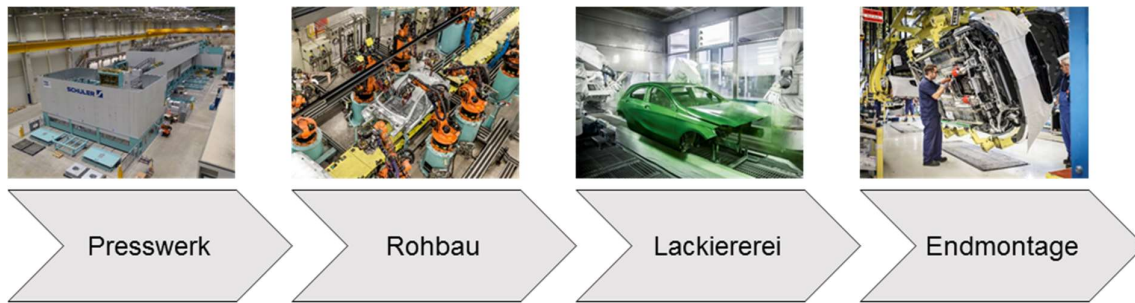 SCHULER
Presswerk
Rohbau
Lackiererei
Endmontage